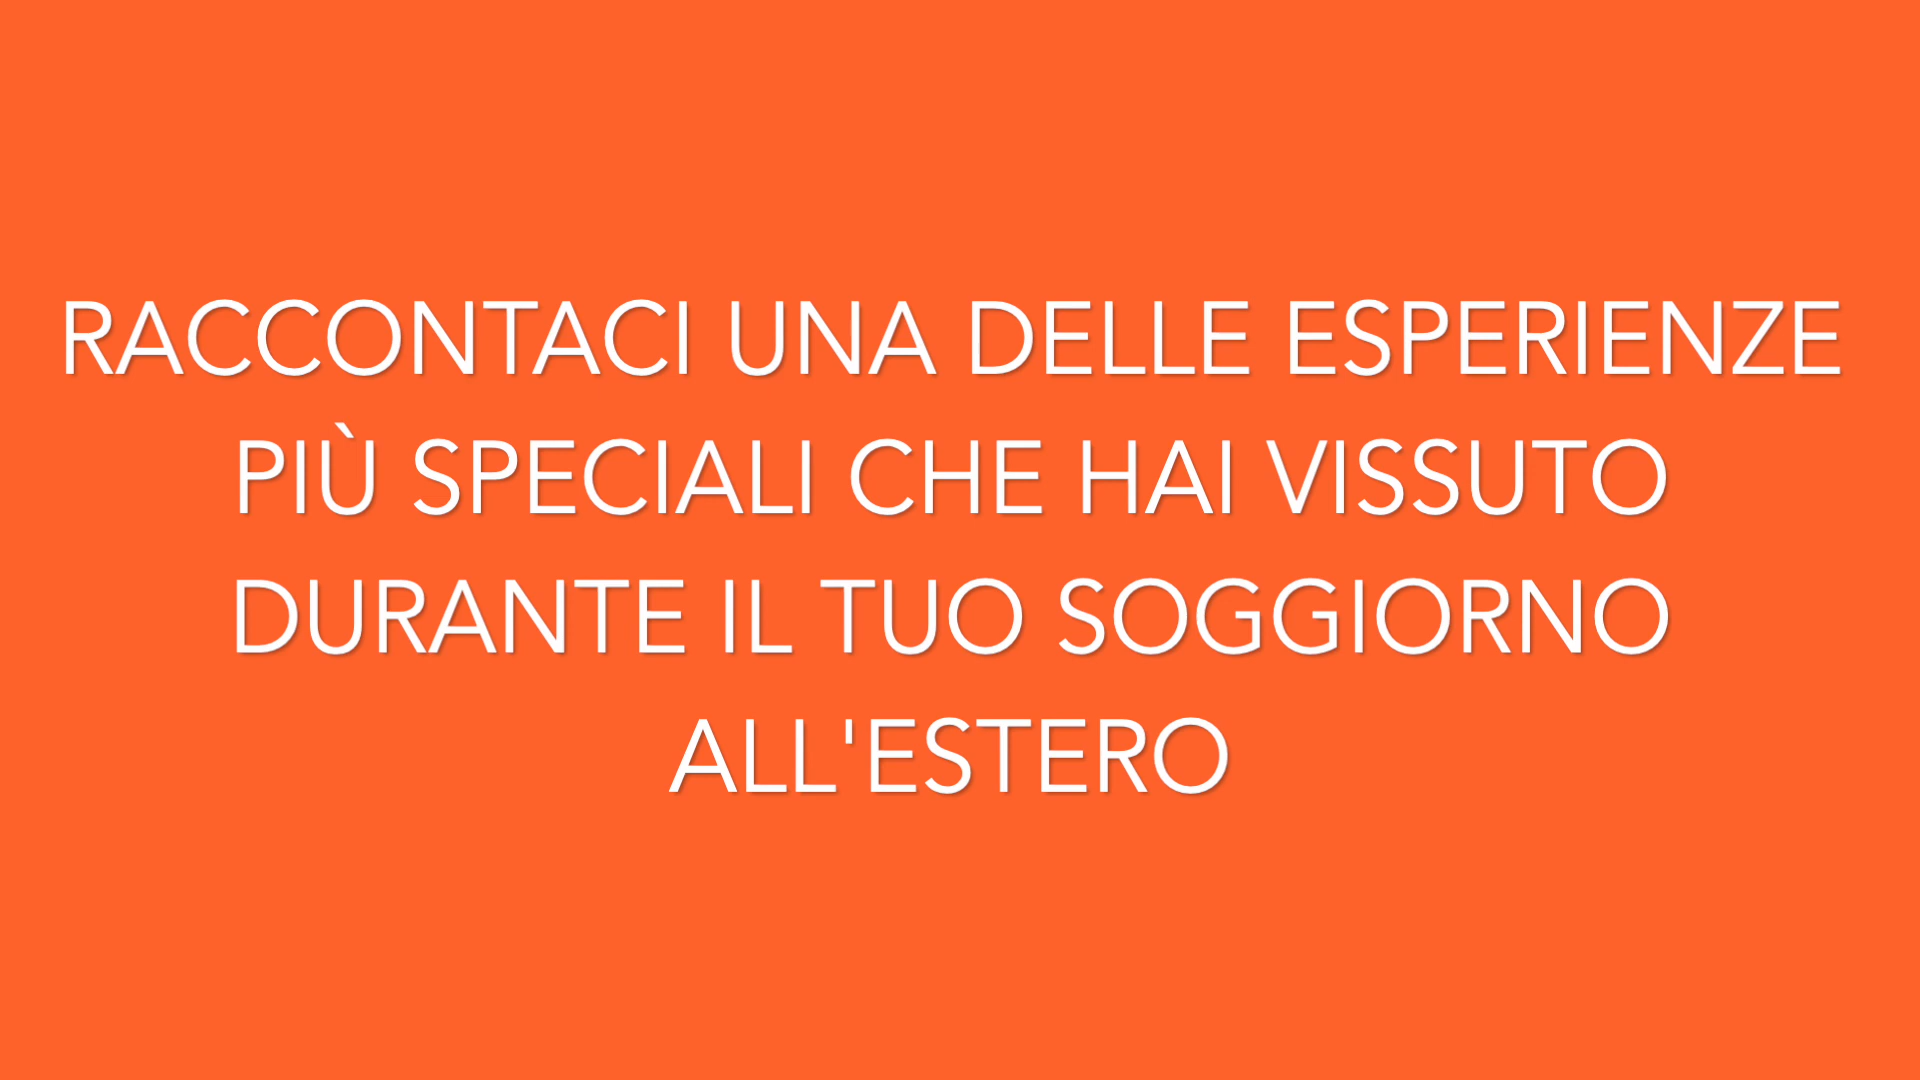 RACCONTACI UNA DELLE ESPERIENZE
PIÙ SPECIALI CHE HAI VISSUTO
DURANTE IL TUO SOGGIORNO
ALL'ESTERO